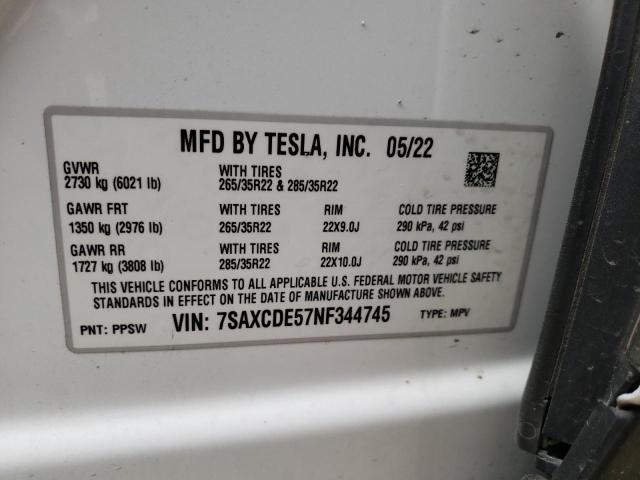 MFD BY TESLA, INC. 05/22
GVWR
2730 kg (6021 lb)
WITH TIRES
265/35R22 & 285/35R22
GAWR FRT
1350 kg (2976 lb)
WITH TIRES
265/35R22
RIM
22X9.0J
COLD TIRE PRESSURE
290 kPa, 42 psi
GAWR RR
1727 kg (3808 lb)
WITH TIRES
285/35R22
RIM
22X10.0J
COLD TIRE PRESSURE
290 kPa, 42 psi
THIS VEHICLE CONFORMS TO ALL APPLICABLE U.S. FEDERAL MOTOR VEHICLE SAFETY
STANDARDS IN EFFECT ON THE DATE OF MANUFACTURE SHOWN ABOVE.
PNT: PPSW VIN: 7SAXCDE57NF344745 TYPE: MPV